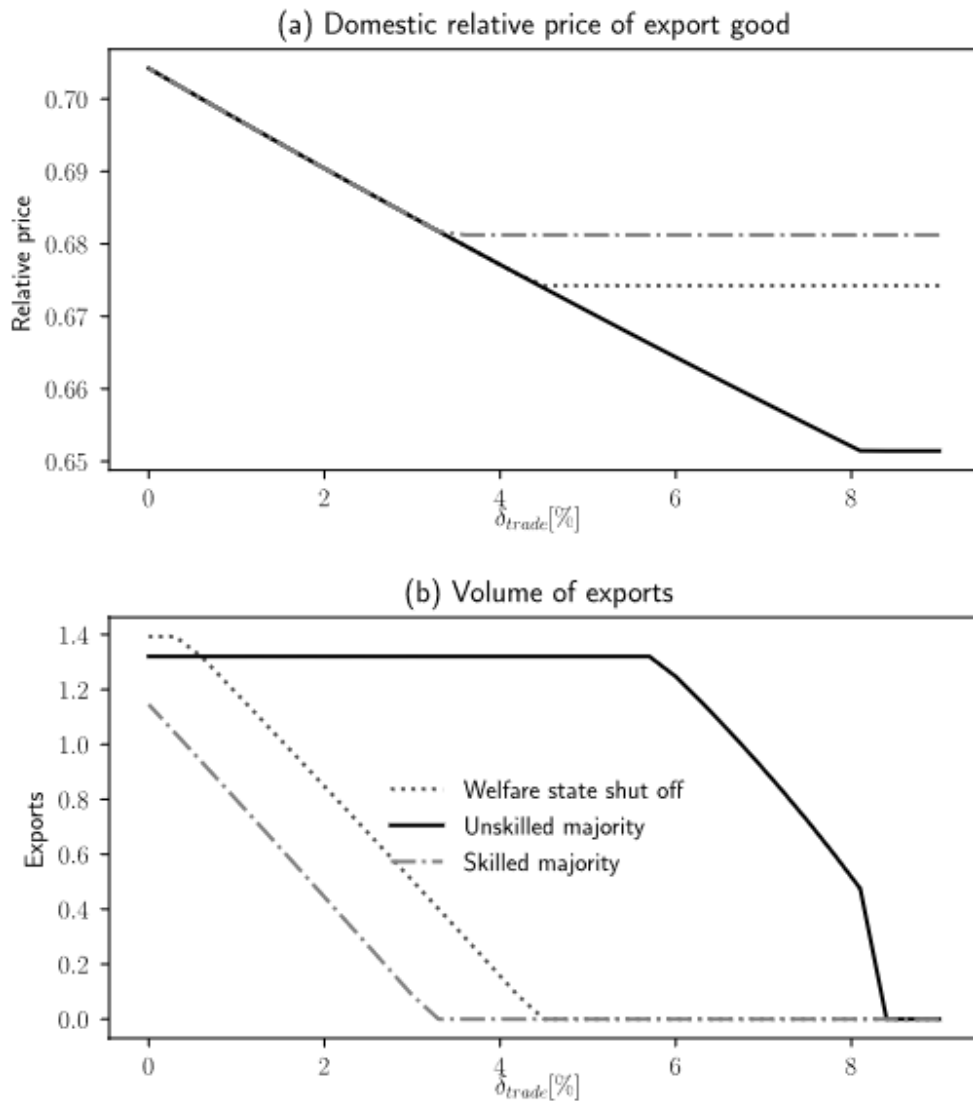 (a) Domestic relative price of export good
Relative price
0.70
0.69
0.68
0.67
0.66
0.65
0 2 4 6 8
δtrade[%]
(b) Volume of exports
Exports
1.4
1.2
1.0
0.8
0.6
0.4
0.2
0.0
Welfare state shut off
Unskilled majority
Skilled majority
0 2 4 6 8
δtrade[%]